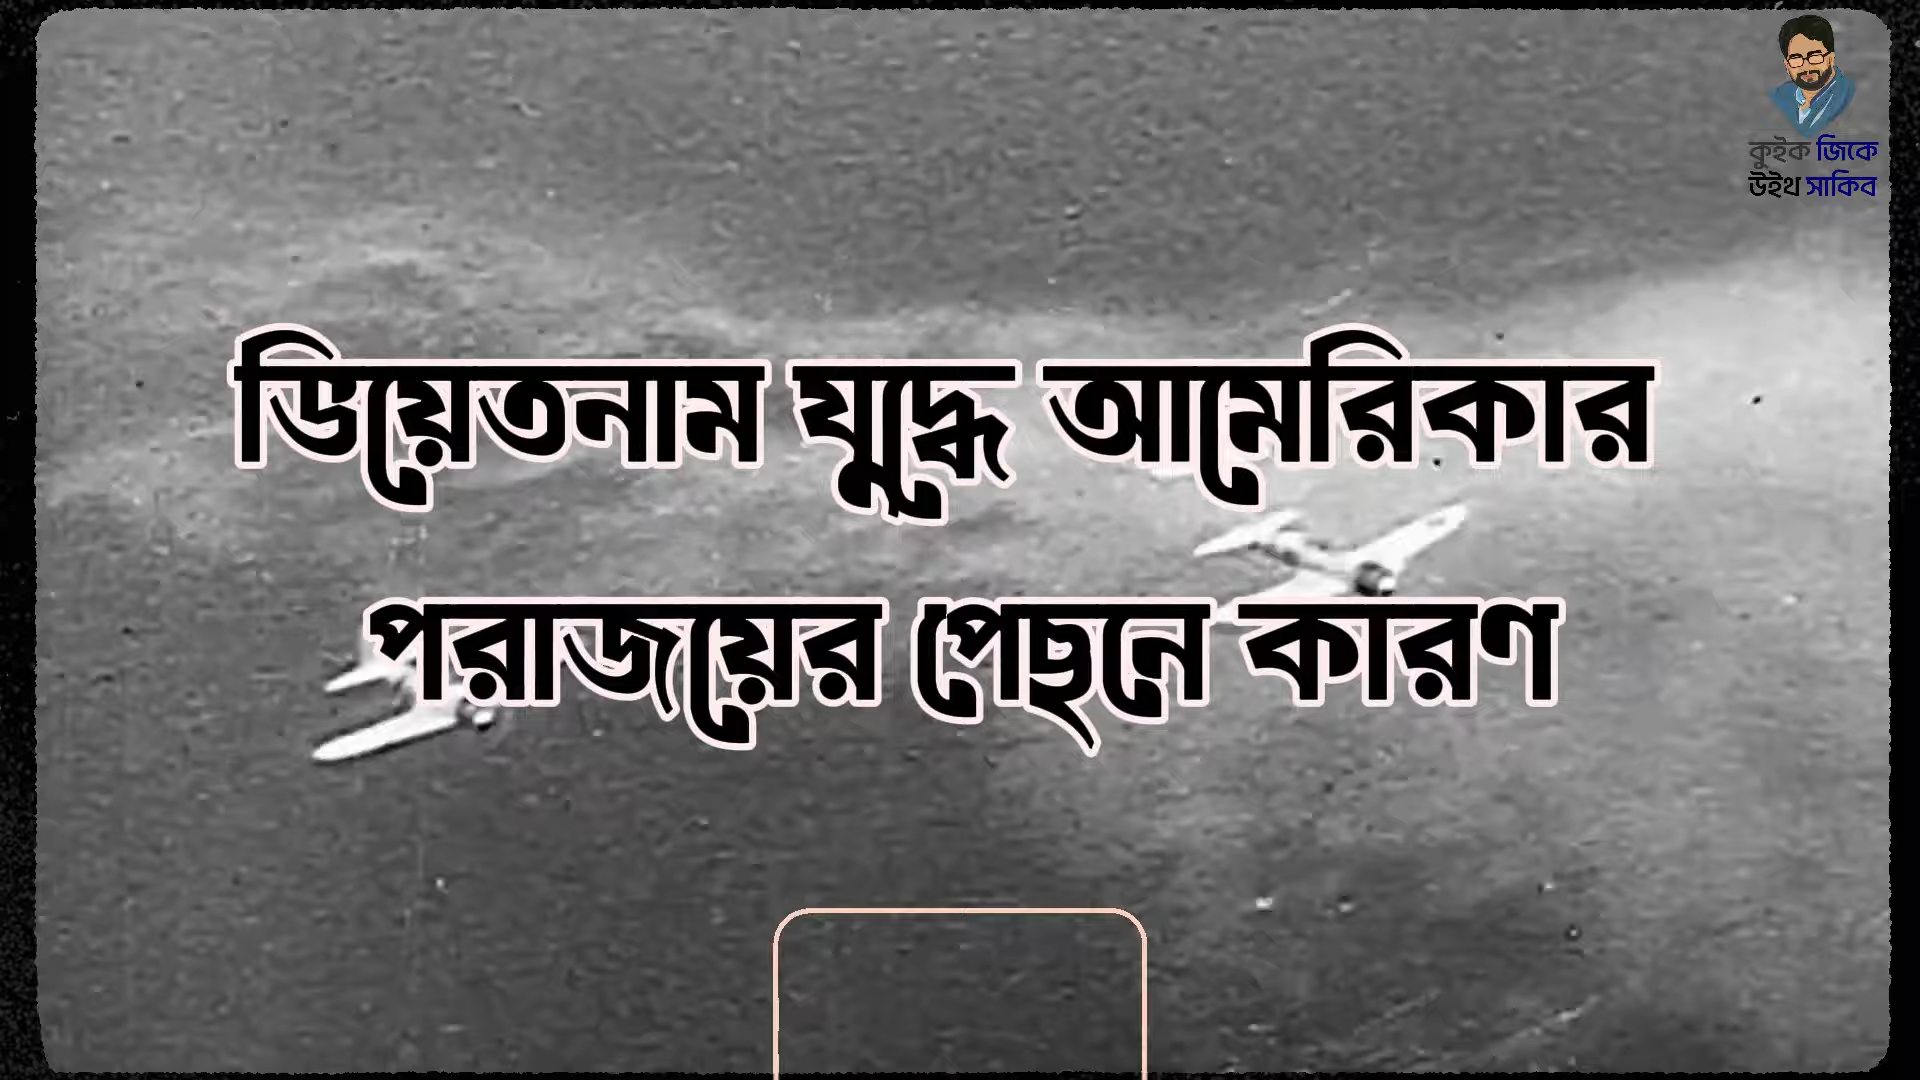 কুইক জিকে
উইথ সাকিব
ভিয়েতনাম যুদ্ধে আমেরিকার
পরাজয়ের পেছনে কারণ